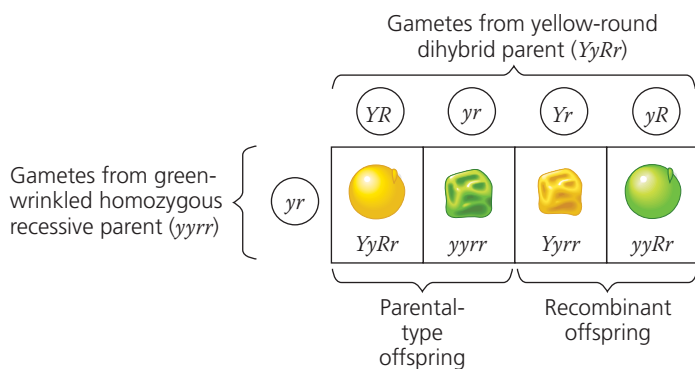 Gametes from yellow-round
dihybrid parent (YyRr)
YR yr Yr yR
Gametes from green-
wrinkled homozygous
recessive parent (yyrr)
yr
YyRr yyrr Yyrr yyRr
Parental-
type
offspring
Recombinant
offspring